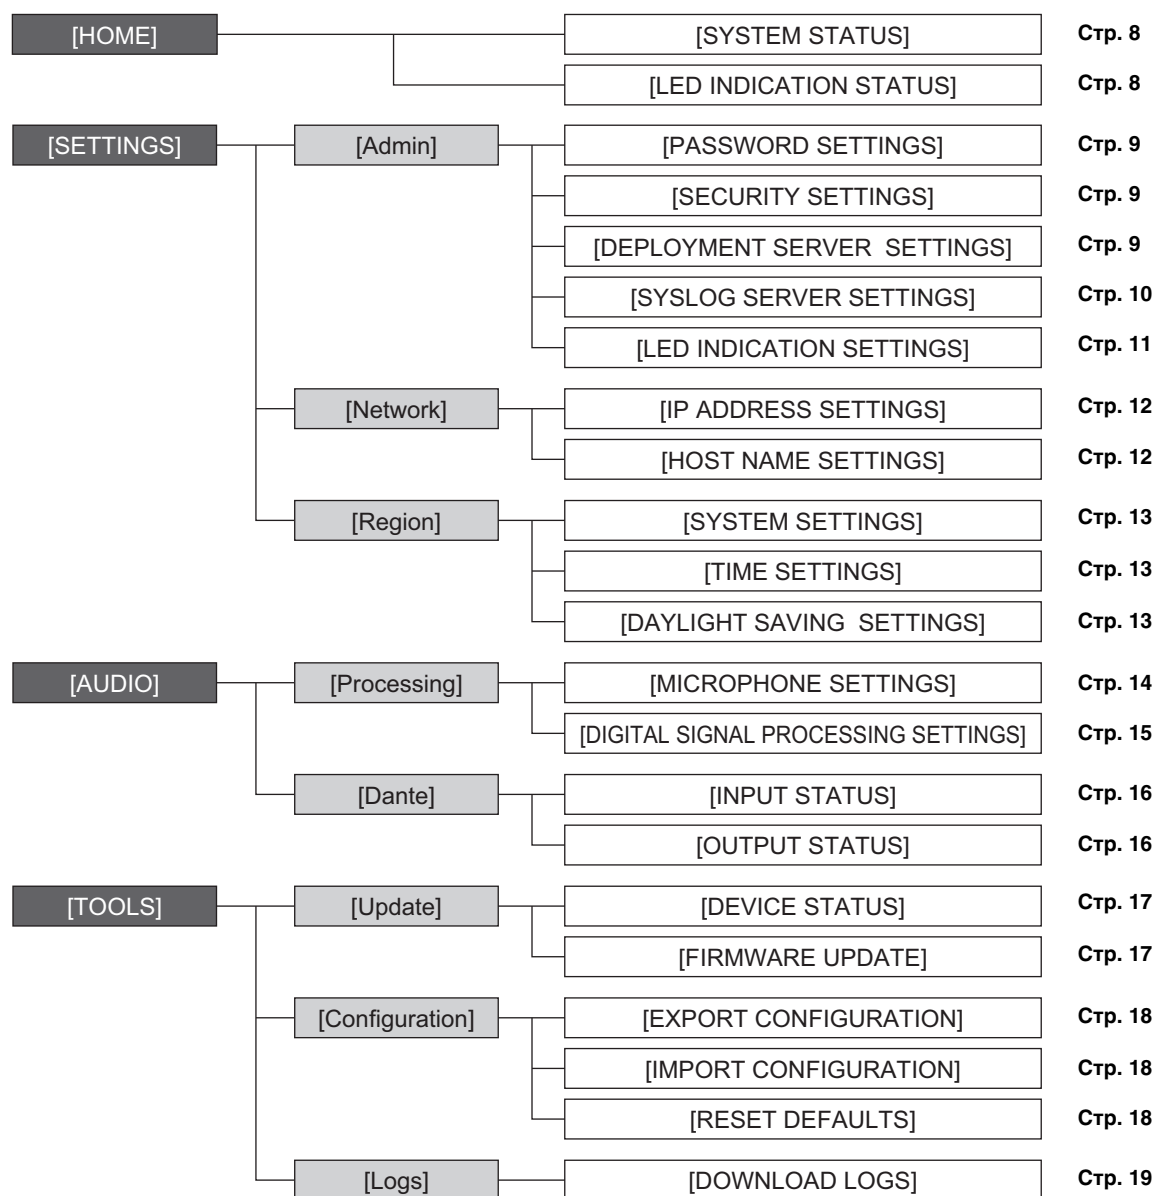 [HOME] [SYSTEM STATUS] Стр. 8
[LED INDICATION STATUS] Стр. 8
[SETTINGS] [Admin] [PASSWORD SETTINGS] Стр. 9
[SECURITY SETTINGS] Стр. 9
[DEPLOYMENT SERVER SETTINGS] Стр. 9
[SYSLOG SERVER SETTINGS] Стр. 10
[LED INDICATION SETTINGS] Стр. 11
[Network] [IP ADDRESS SETTINGS] Стр. 12
[HOST NAME SETTINGS] Стр. 12
[Region] [SYSTEM SETTINGS] Стр. 13
[TIME SETTINGS] Стр. 13
[DAYLIGHT SAVING SETTINGS] Стр. 13
[AUDIO] [Processing] [MICROPHONE SETTINGS] Стр. 14
[DIGITAL SIGNAL PROCESSING SETTINGS] Стр. 15
[Dante] [INPUT STATUS] Стр. 16
[OUTPUT STATUS] Стр. 16
[TOOLS] [Update] [DEVICE STATUS] Стр. 17
[FIRMWARE UPDATE] Стр. 17
[Configuration] [EXPORT CONFIGURATION] Стр. 18
[IMPORT CONFIGURATION] Стр. 18
[RESET DEFAULTS] Стр. 18
[Logs] [DOWNLOAD LOGS] Стр. 19